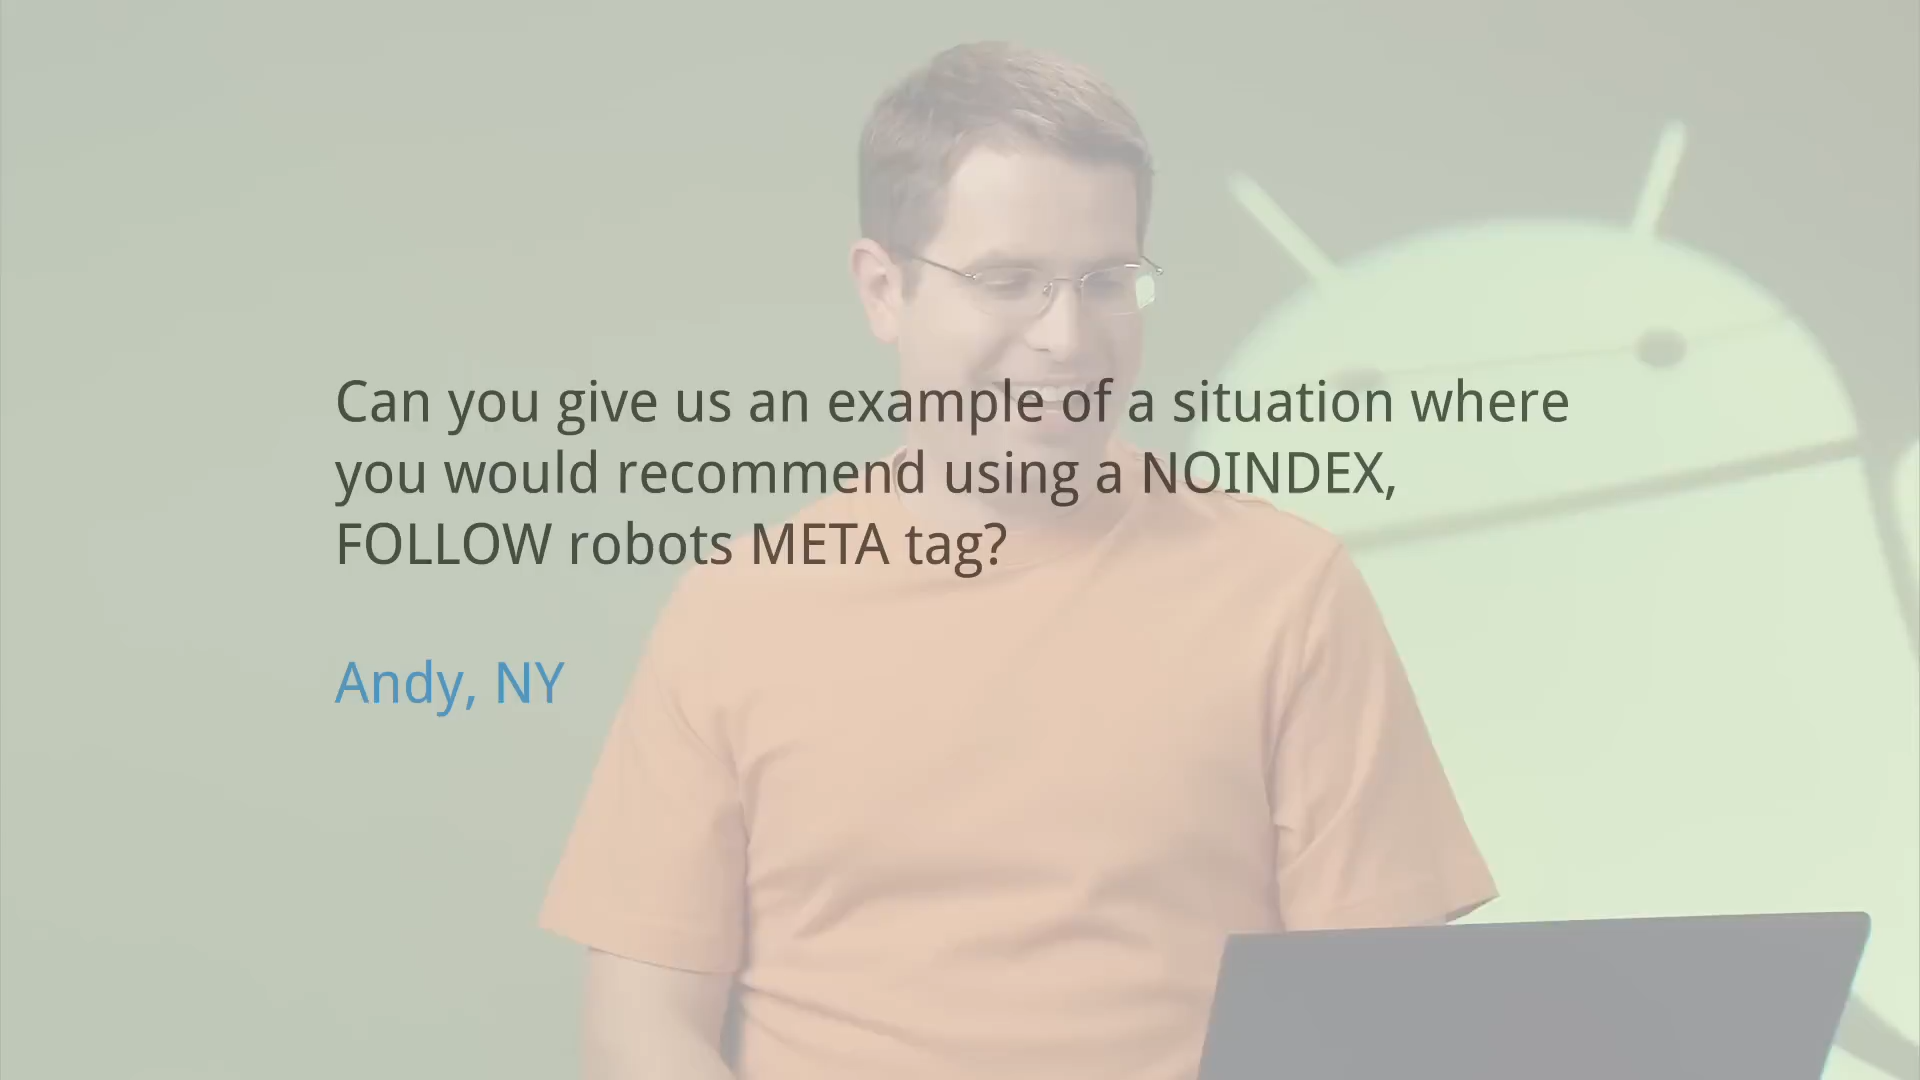 Can you give us an example of a situation where
you would recommend using a NOINDEX,
FOLLOW robots META tag?
Andy, NY